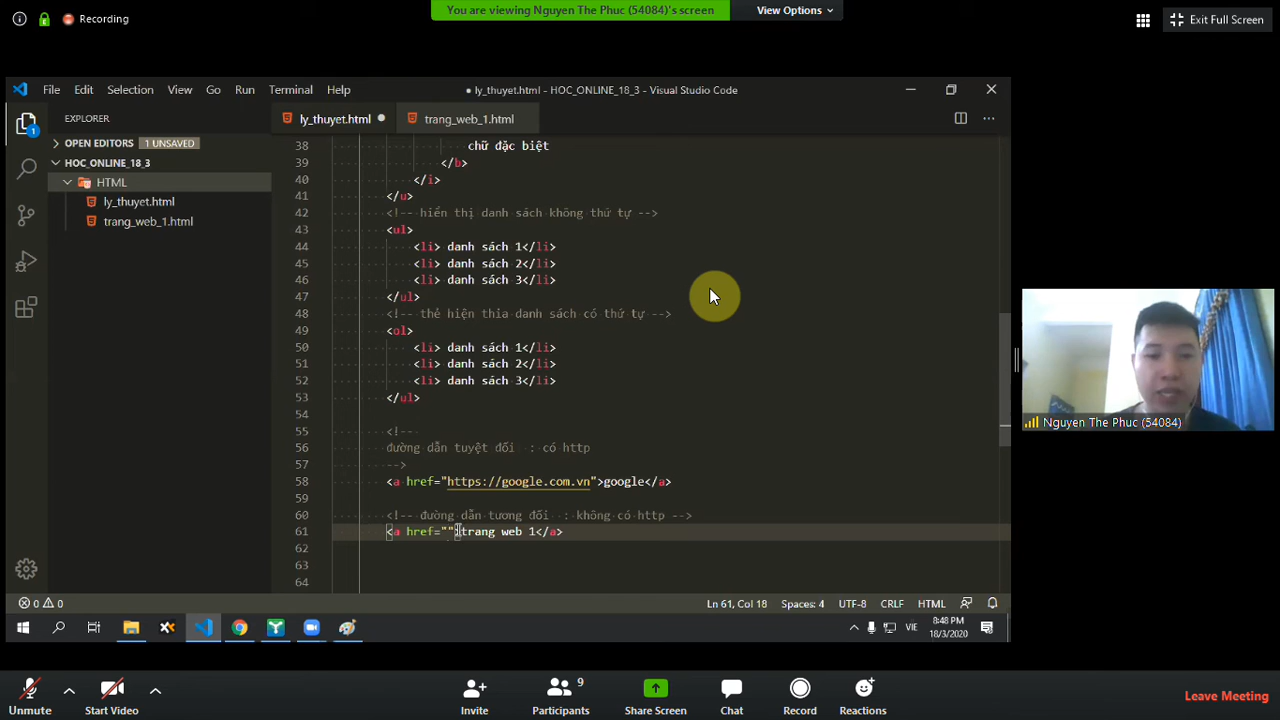 Recording
You are viewing Nguyen The Phuc (54084)'s screen
View Options
Exit Full Screen
File Edit Selection View Go Run Terminal Help
● ly_thuyet.html - HOC_ONLINE_18_3 - Visual Studio Code
EXPLORER
OPEN EDITORS 1 UNSAVED
HOC_ONLINE_18_3
HTML
ly_thuyet.html
trang_web_1.html
1
ly_thuyet.html ●
trang_web_1.html
38 chữ đặc biệt
39 </b>
40 </i>
41 </u>
42 <!-- hiển thị danh sách không thứ tự -->
43 <ul>
44 <li> danh sách 1</li>
45 <li> danh sách 2</li>
46 <li> danh sách 3</li>
47 </ul>
48 <!-- thẻ hiện thia danh sách có thứ tự -->
49 <ol>
50 <li> danh sách 1</li>
51 <li> danh sách 2</li>
52 <li> danh sách 3</li>
53 </ul>
54
55 <!--
56 đường dẫn tuyệt đối : có http
57 -->
58 <a href="https://google.com.vn">google</a>
59
60 <!-- đường dẫn tương đối : không có http -->
61 <a href="">trang web 1</a>
62
63
64
0 0
Ln 61, Col 18 Spaces: 4 UTF-8 CRLF HTML
VIE
8:48 PM
18/3/2020
Nguyen The Phuc (54084)
Unmute
Start Video
Invite
9
Participants
Share Screen
Chat
Record
Reactions
Leave Meeting